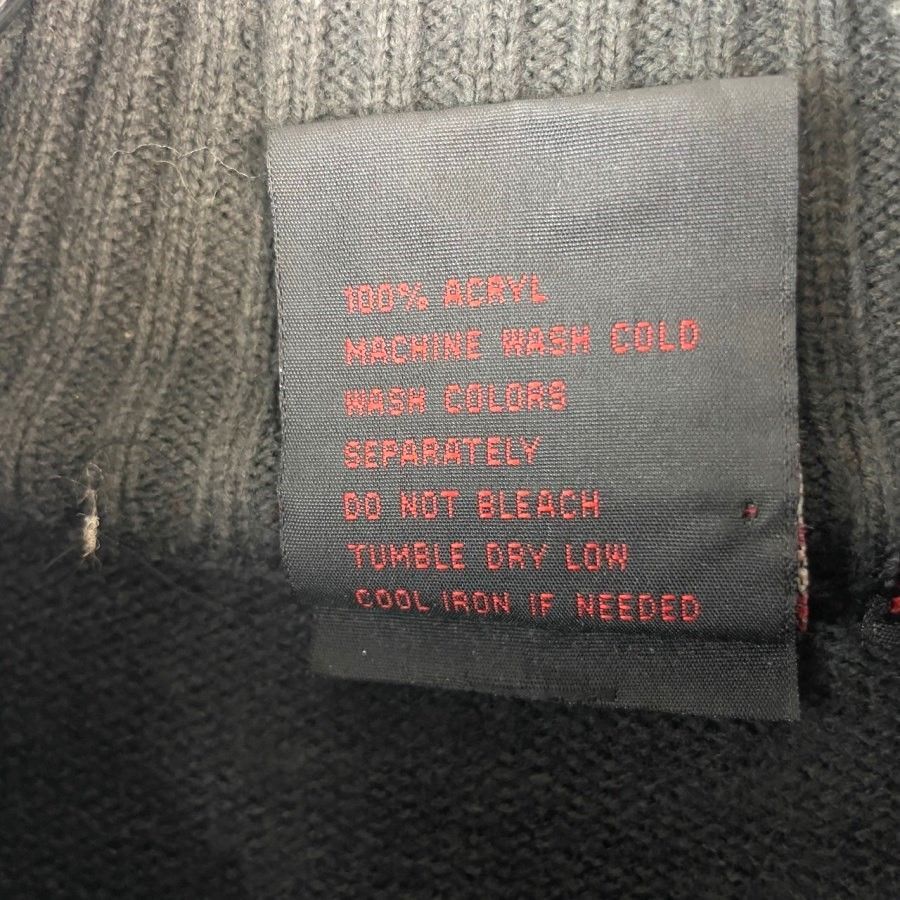 100% ACRYL
MACHINE WASH COLD
WASH COLORS
SEPARATELY
DO NOT BLEACH
TUMBLE DRY LOW
COOL IRON IF NEEDED